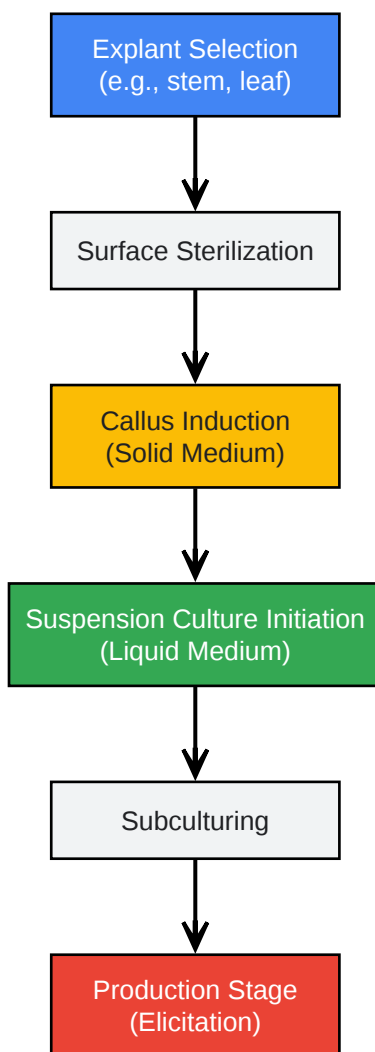 Explant Selection
(e.g., stem, leaf)
Surface Sterilization
Callus Induction
(Solid Medium)
Suspension Culture Initiation
(Liquid Medium)
Subculturing
Production Stage
(Elicitation)